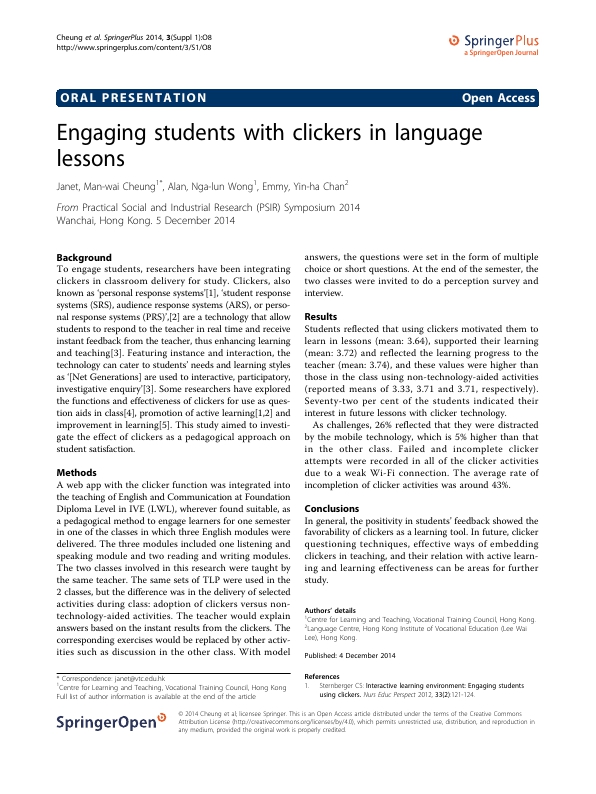 Cheung et al. SpringerPlus 2014, 3(Suppl 1):O8
http://www.springerplus.com/content/3/S1/O8
SpringerPlus
a SpringerOpen Journal
ORAL PRESENTATION
Open Access
Engaging students with clickers in language
lessons
Janet, Man-wai Cheung1*, Alan, Nga-lun Wong1, Emmy, Yin-ha Chan2
From Practical Social and Industrial Research (PSIR) Symposium 2014
Wanchai, Hong Kong. 5 December 2014
Background
To engage students, researchers have been integrating
clickers in classroom delivery for study. Clickers, also
known as ‘personal response systems’[1], ‘student response
systems (SRS), audience response systems (ARS), or perso-
nal response systems (PRS)’,[2] are a technology that allow
students to respond to the teacher in real time and receive
instant feedback from the teacher, thus enhancing learning
and teaching[3]. Featuring instance and interaction, the
technology can cater to students’ needs and learning styles
as ‘[Net Generations] are used to interactive, participatory,
investigative enquiry’[3]. Some researchers have explored
the functions and effectiveness of clickers for use as ques-
tion aids in class[4], promotion of active learning[1,2] and
improvement in learning[5]. This study aimed to investi-
gate the effect of clickers as a pedagogical approach on
student satisfaction.
Methods
A web app with the clicker function was integrated into
the teaching of English and Communication at Foundation
Diploma Level in IVE (LWL), wherever found suitable, as
a pedagogical method to engage learners for one semester
in one of the classes in which three English modules were
delivered. The three modules included one listening and
speaking module and two reading and writing modules.
The two classes involved in this research were taught by
the same teacher. The same sets of TLP were used in the
2 classes, but the difference was in the delivery of selected
activities during class: adoption of clickers versus non-
technology-aided activities. The teacher would explain
answers based on the instant results from the clickers. The
corresponding exercises would be replaced by other activ-
ities such as discussion in the other class. With model
answers, the questions were set in the form of multiple
choice or short questions. At the end of the semester, the
two classes were invited to do a perception survey and
interview.
Results
Students reflected that using clickers motivated them to
learn in lessons (mean: 3.64), supported their learning
(mean: 3.72) and reflected the learning progress to the
teacher (mean: 3.74), and these values were higher than
those in the class using non-technology-aided activities
(reported means of 3.33, 3.71 and 3.71, respectively).
Seventy-two per cent of the students indicated their
interest in future lessons with clicker technology.
As challenges, 26% reflected that they were distracted
by the mobile technology, which is 5% higher than that
in the other class. Failed and incomplete clicker
attempts were recorded in all of the clicker activities
due to a weak Wi-Fi connection. The average rate of
incompletion of clicker activities was around 43%.
Conclusions
In general, the positivity in students’ feedback showed the
favorability of clickers as a learning tool. In future, clicker
questioning techniques, effective ways of embedding
clickers in teaching, and their relation with active learn-
ing and learning effectiveness can be areas for further
study.
Authors’ details
1Centre for Learning and Teaching, Vocational Training Council, Hong Kong.
2Language Centre, Hong Kong Institute of Vocational Education (Lee Wai
Lee), Hong Kong.
Published: 4 December 2014
References
1. Sternberger CS: Interactive learning environment: Engaging students
using clickers. Nurs Educ Perspect 2012, 33(2):121-124.
* Correspondence: janet@vtc.edu.hk
1Centre for Learning and Teaching, Vocational Training Council, Hong Kong
Full list of author information is available at the end of the article
SpringerOpen
© 2014 Cheung et al; licensee Springer. This is an Open Access article distributed under the terms of the Creative Commons
Attribution License (http://creativecommons.org/licenses/by/4.0), which permits unrestricted use, distribution, and reproduction in
any medium, provided the original work is properly credited.